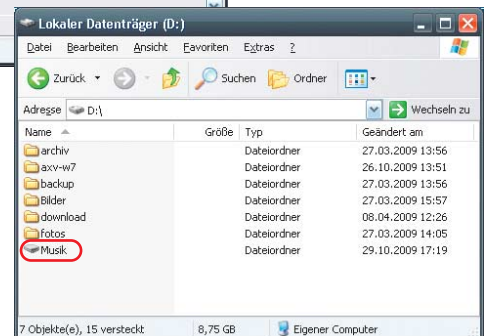 Lokaler Datenträger (D:)
Datei Bearbeiten Ansicht Favoriten Extras ?
Zurück Suchen Ordner
Adresse D:\ Wechseln zu
Name Größe Typ Geändert am
archiv Dateiordner 27.03.2009 13:56
axv-w7 Dateiordner 26.10.2009 13:51
backup Dateiordner 27.03.2009 13:56
Bilder Dateiordner 27.03.2009 15:57
download Dateiordner 08.04.2009 12:26
fotos Dateiordner 27.03.2009 14:05
Musik Dateiordner 29.10.2009 17:19
7 Objekte(e), 15 versteckt 8,75 GB Eigener Computer